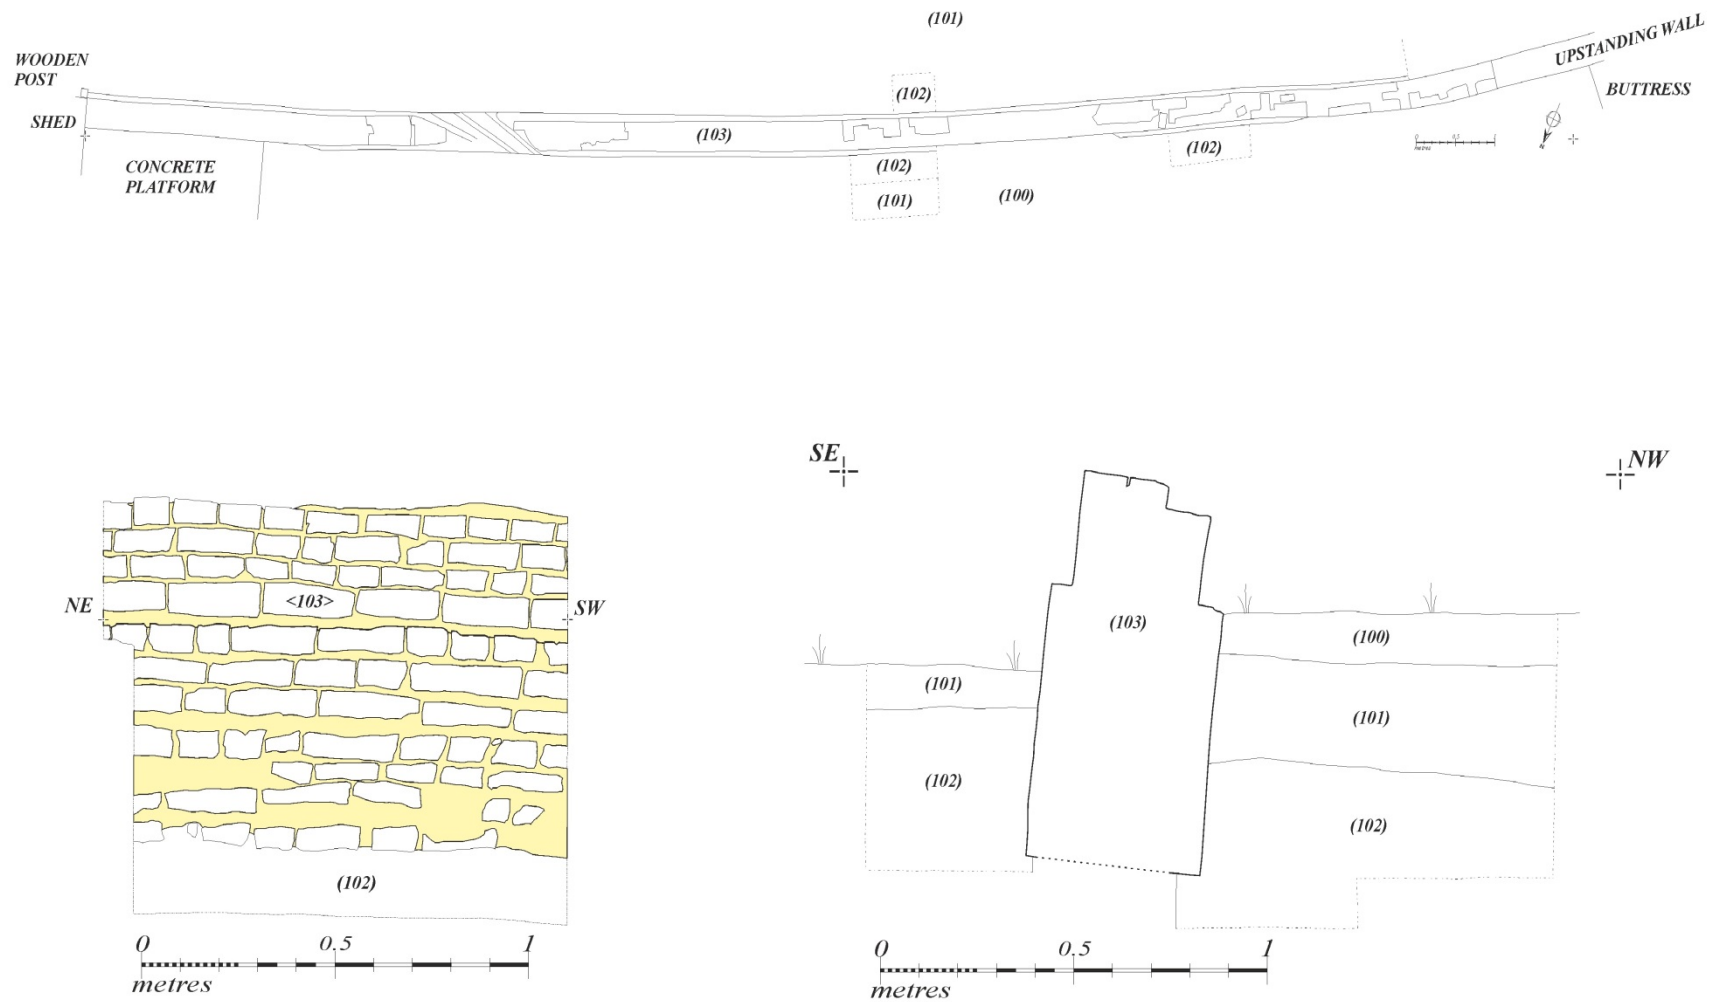 (101)
UPSTANDING WALL
WOODEN
POST
(102)
BUTTRESS
SHED
(103)
(102)
CONCRETE
PLATFORM
(102)
(101)
(100)
SE
NW
<103>
NE
SW
(103)
(100)
(101)
(101)
(102)
(102)
(102)
0 0.5 1
metres
0 0.5 1
metres